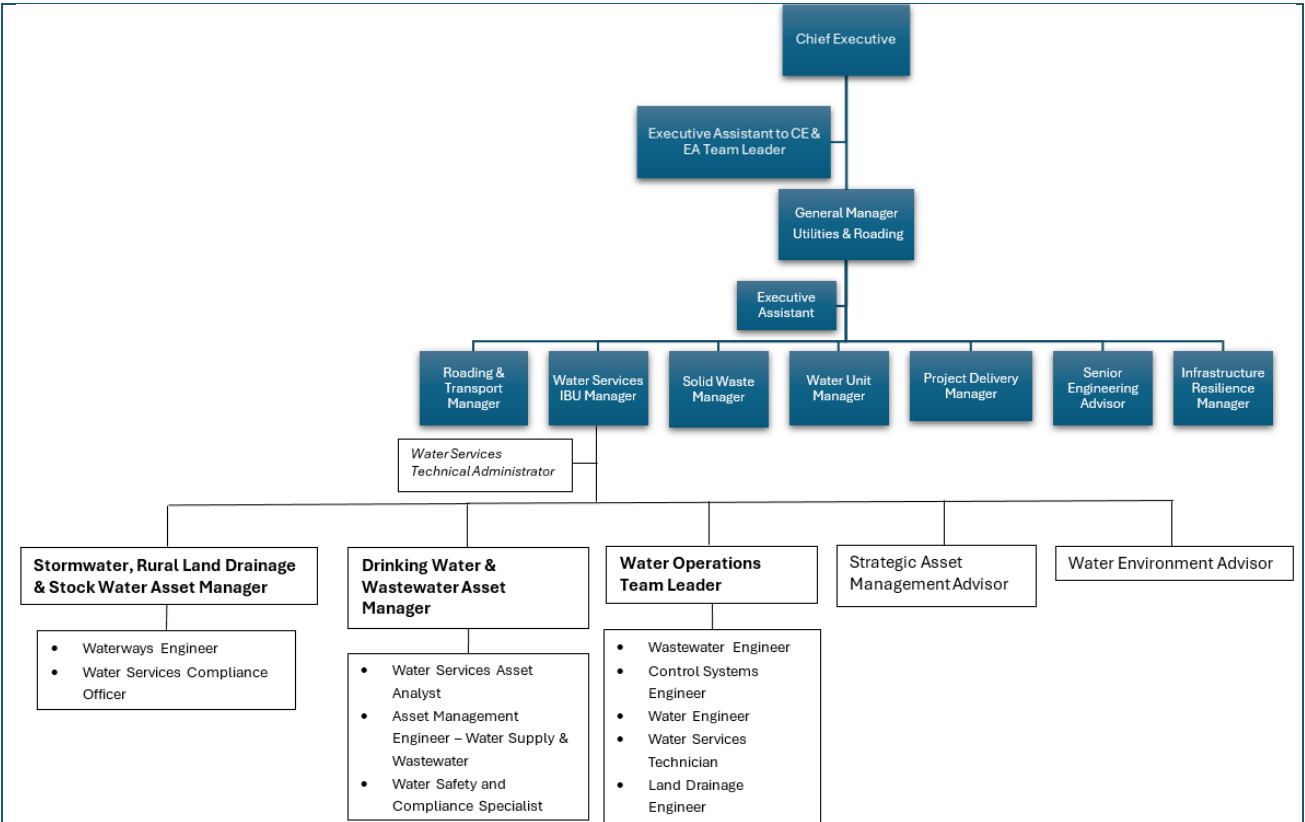 Chief Executive
Executive Assistant to CE &
EA Team Leader
General Manager
Utilities & Roading
Executive
Assistant
Roading &
Transport
Manager
Water Services
IBU Manager
Solid Waste
Manager
Water Unit
Manager
Project Delivery
Manager
Senior
Engineering
Advisor
Infrastructure
Resilience
Manager
Water Services
Technical Administrator
Stormwater, Rural Land Drainage
& Stock Water Asset Manager
• Waterways Engineer
• Water Services Compliance
Officer
Drinking Water &
Wastewater Asset
Manager
• Water Services Asset
Analyst
• Asset Management
Engineer – Water Supply &
Wastewater
• Water Safety and
Compliance Specialist
Water Operations
Team Leader
• Wastewater Engineer
• Control Systems
Engineer
• Water Engineer
• Water Services
Technician
• Land Drainage
Engineer
Strategic Asset
Management Advisor
Water Environment Advisor